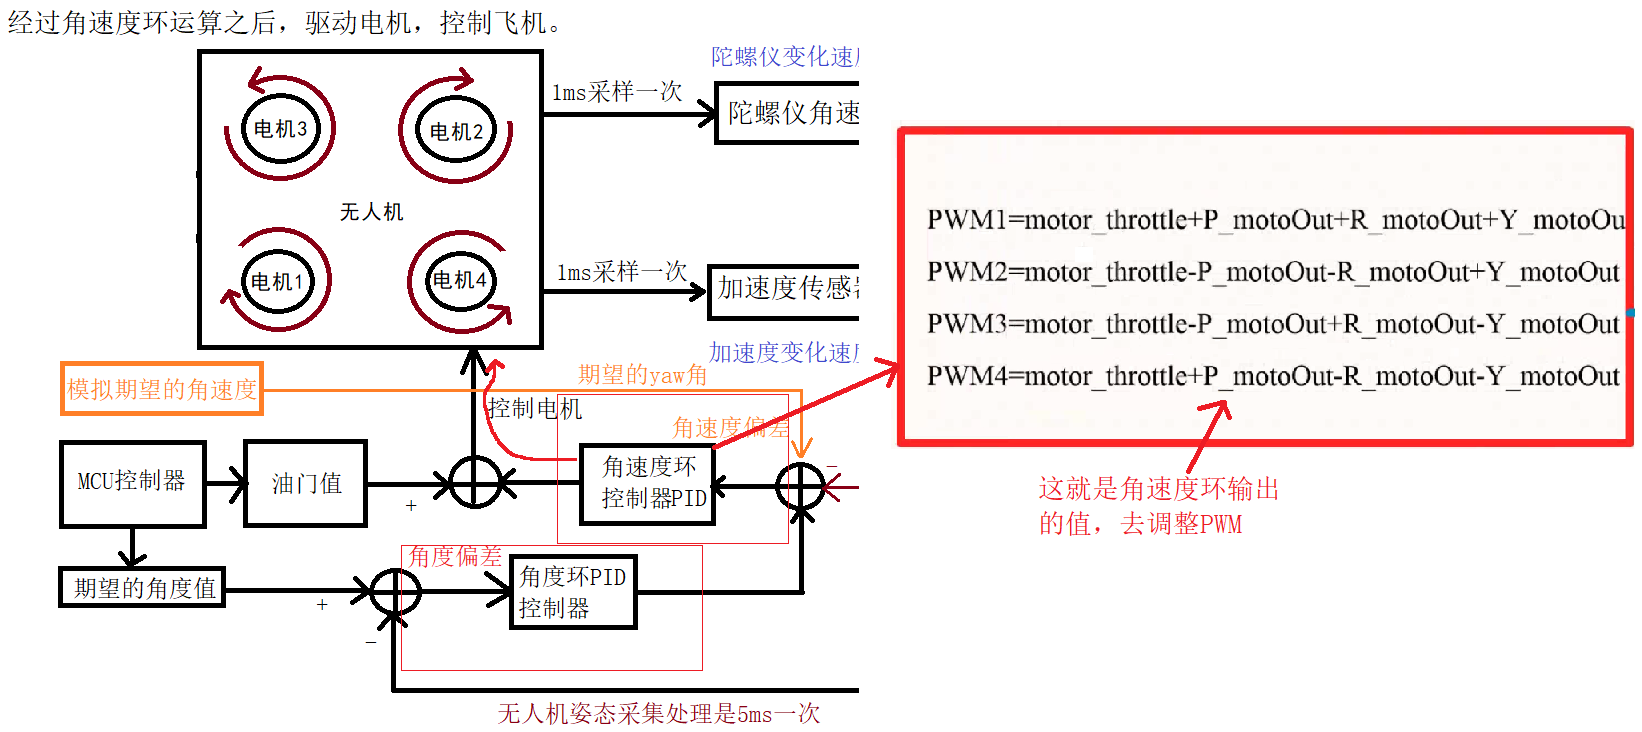 经过角速度环运算之后，驱动电机，控制飞机。
陀螺仪变化速
电机3
电机2
1ms采样一次
陀螺仪角速
无人机
电机1
电机4
1ms采样一次
加速度传感器
加速度变化速
PWM1=motor_throttle+P_motoOut+R_motoOut+Y_motoOu
PWM2=motor_throttle-P_motoOut-R_motoOut+Y_motoOut
PWM3=motor_throttle-P_motoOut+R_motoOut-Y_motoOut
PWM4=motor_throttle+P_motoOut-R_motoOut-Y_motoOut
模拟期望的角速度
期望的yaw角
控制电机
角速度偏差
MCU控制器
油门值
+
角速度环
控制器PID
-
这就是角速度环输出
的值，去调整PWM
期望的角度值
+
-
角度偏差
角度环PID
控制器
无人机姿态采集处理是5ms一次